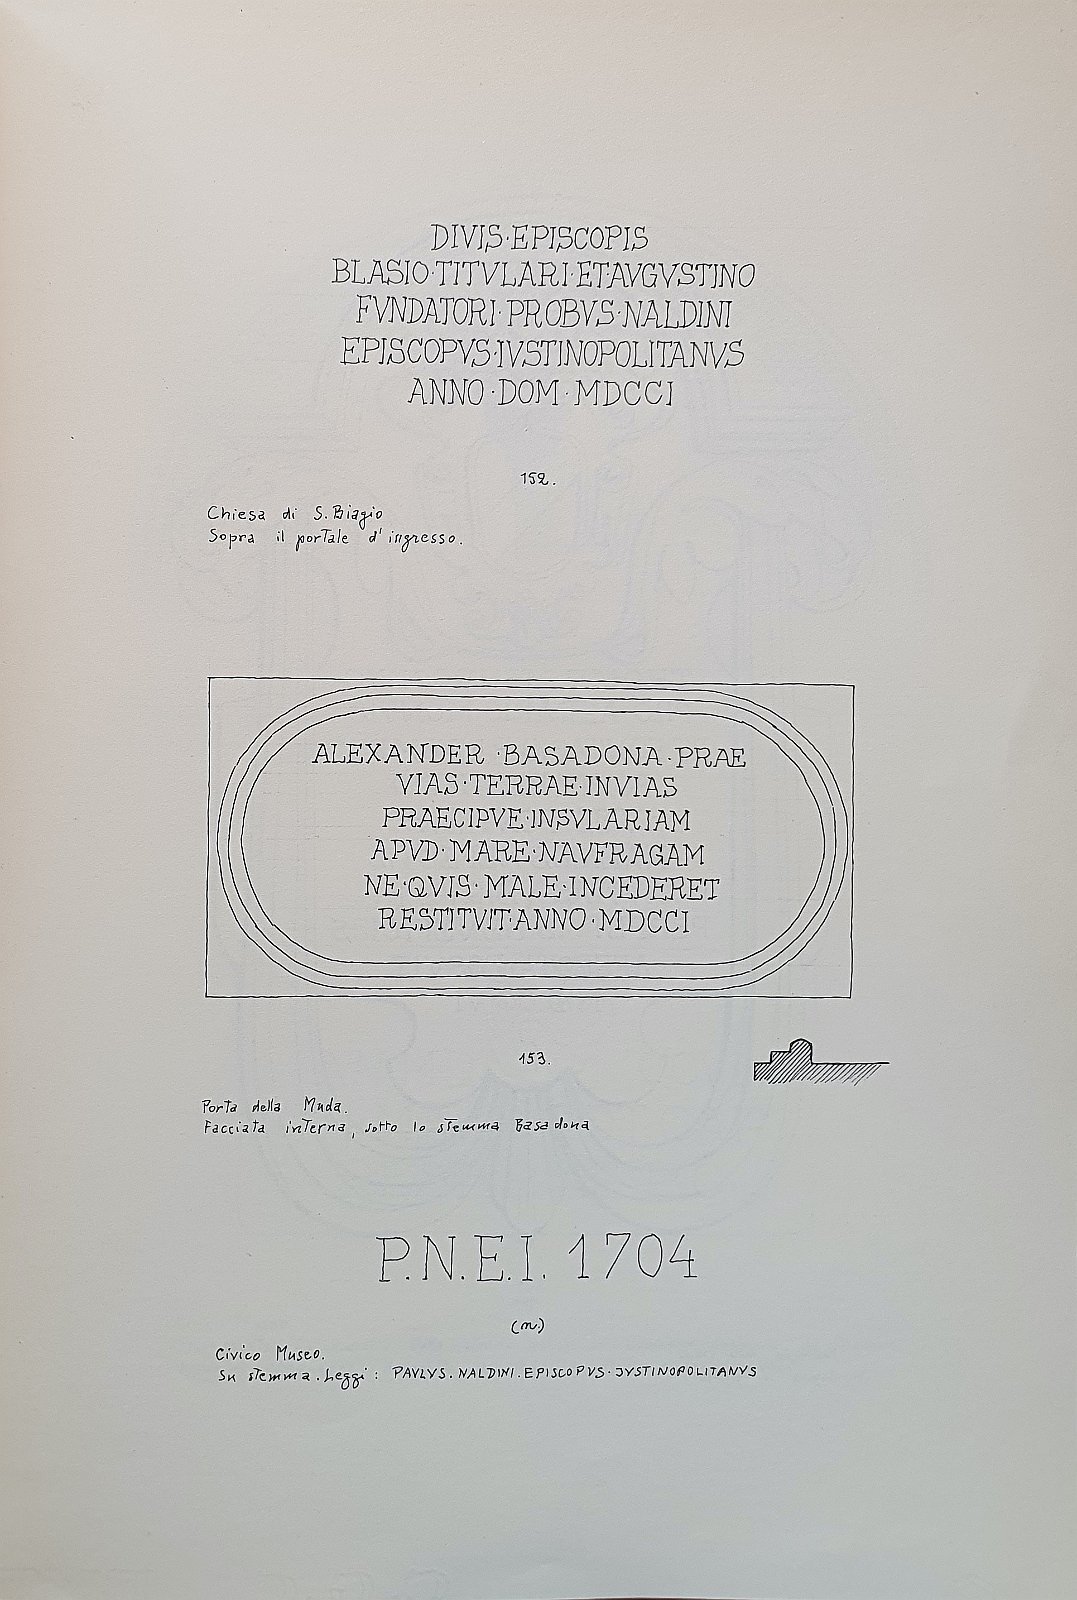 DIVIS·EPISCOPIS
BLASIO·TITVLARI·ET·AVGVSTINO
FVNDATORI·PROBVS·NALDINI
EPISCOPVS·IVSTINOPOLITANVS
ANNO·DOM·MDCCI
152.
Chiesa di S. Biagio
Sopra il portale d'ingresso.
ALEXANDER·BASADONA·PRAE
VIAS·TERRAE·INVIAS
PRAECIPVE·INSVLARIAM
APVD·MARE·NAVFRAGAM
NE·QVIS·MALE·INCEDERET
RESTITVIT·ANNO·MDCCI
153.
Porta della Muda.
Facciata interna, sotto lo stemma Basadona
P.N.E.I. 1704
(n.)
Civico Museo.
Su stemma. Leggi: PAVLVS. NALDINI. EPISCOPVS. JVSTINOPOLITANVS